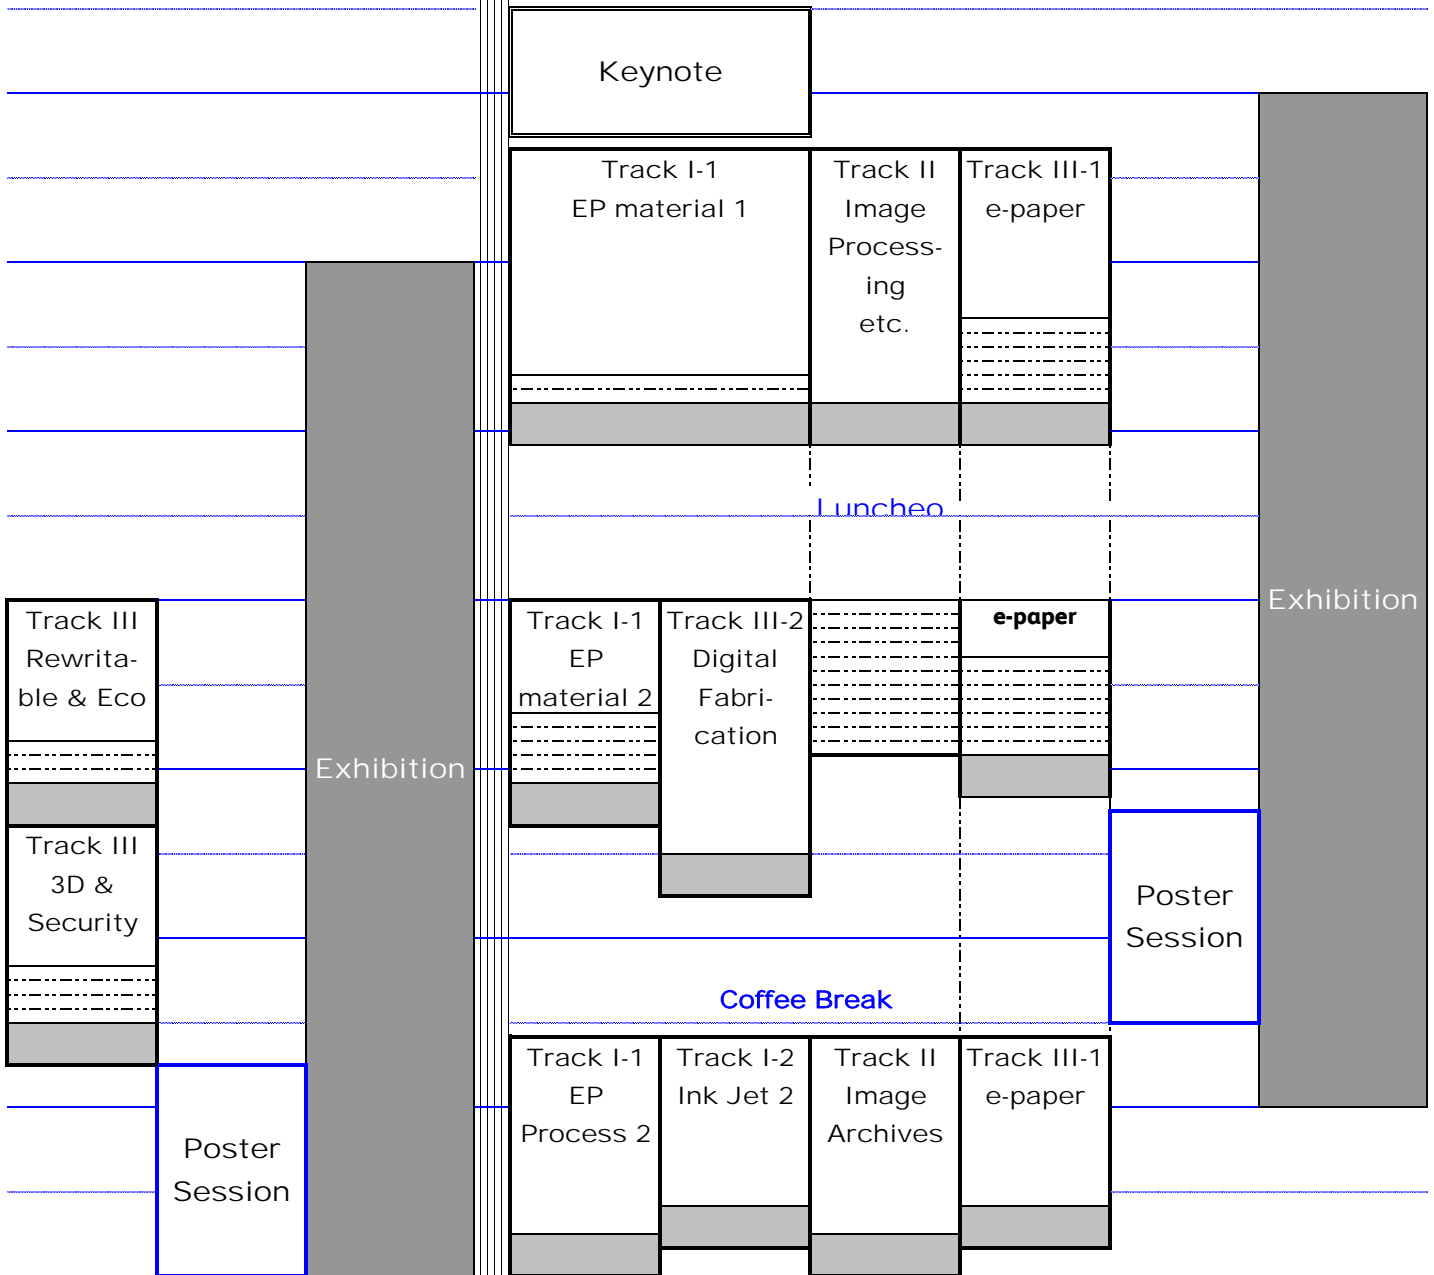 Keynote
Track I-1
EP material 1
Track II
Image
Process-
ing
etc.
Track III-1
e-paper
Luncheo
Exhibition
Track III
Rewrita-
ble & Eco
Track I-1
EP
material 2
Track III-2
Digital
Fabri-
cation
e-paper
Exhibition
Track III
3D &
Security
Poster
Session
Coffee Break
Track I-1
EP
Process 2
Track I-2
Ink Jet 2
Track II
Image
Archives
Track III-1
e-paper
Poster
Session